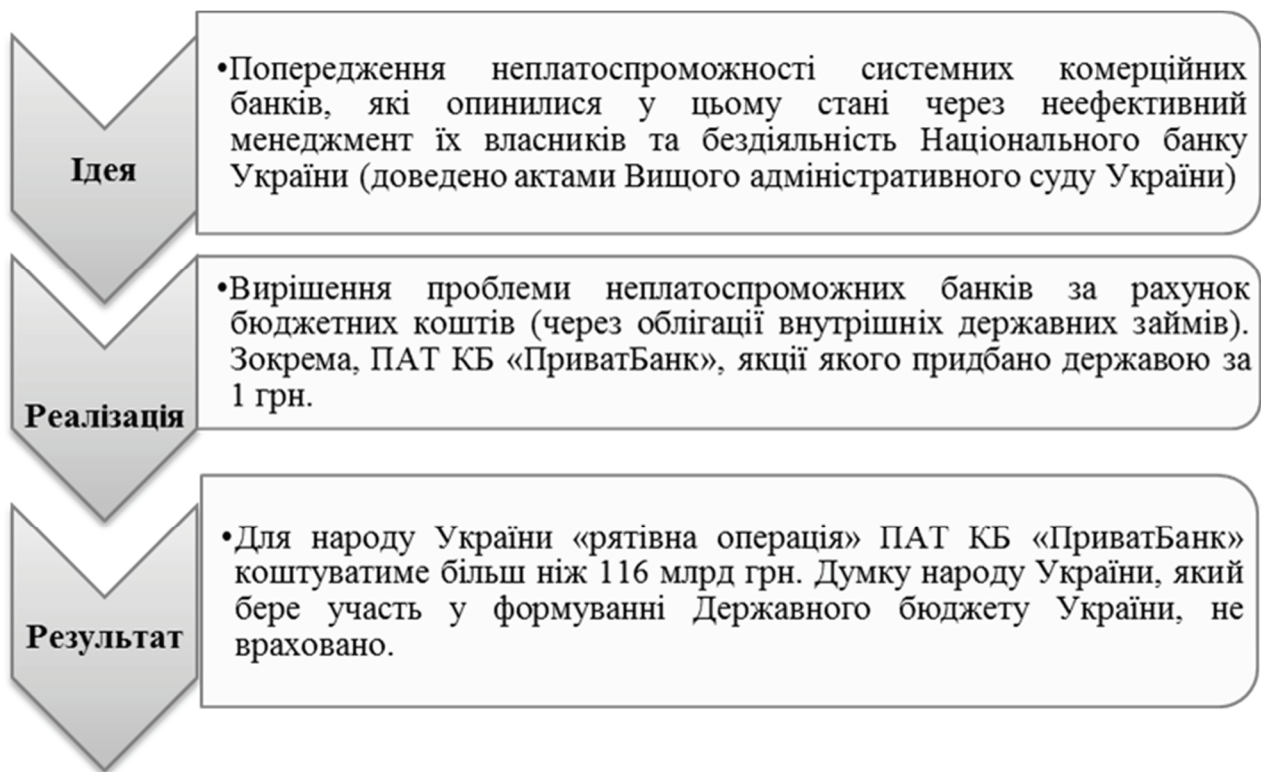 Ідея
•Попередження неплатоспроможності системних комерційних
банків, які опинилися у цьому стані через неефективний
менеджмент їх власників та бездіяльність Національного банку
України (доведено актами Вищого адміністративного суду України)
Реалізація
•Вирішення проблеми неплатоспроможних банків за рахунок
бюджетних коштів (через облігації внутрішніх державних займів).
Зокрема, ПАТ КБ «ПриватБанк», якції якого придбано державою за
1 грн.
Результат
•Для народу України «рятівна операція» ПАТ КБ «ПриватБанк»
коштуватиме більш ніж 116 млрд грн. Думку народу України, який
бере участь у формуванні Державного бюджету України, не
враховано.